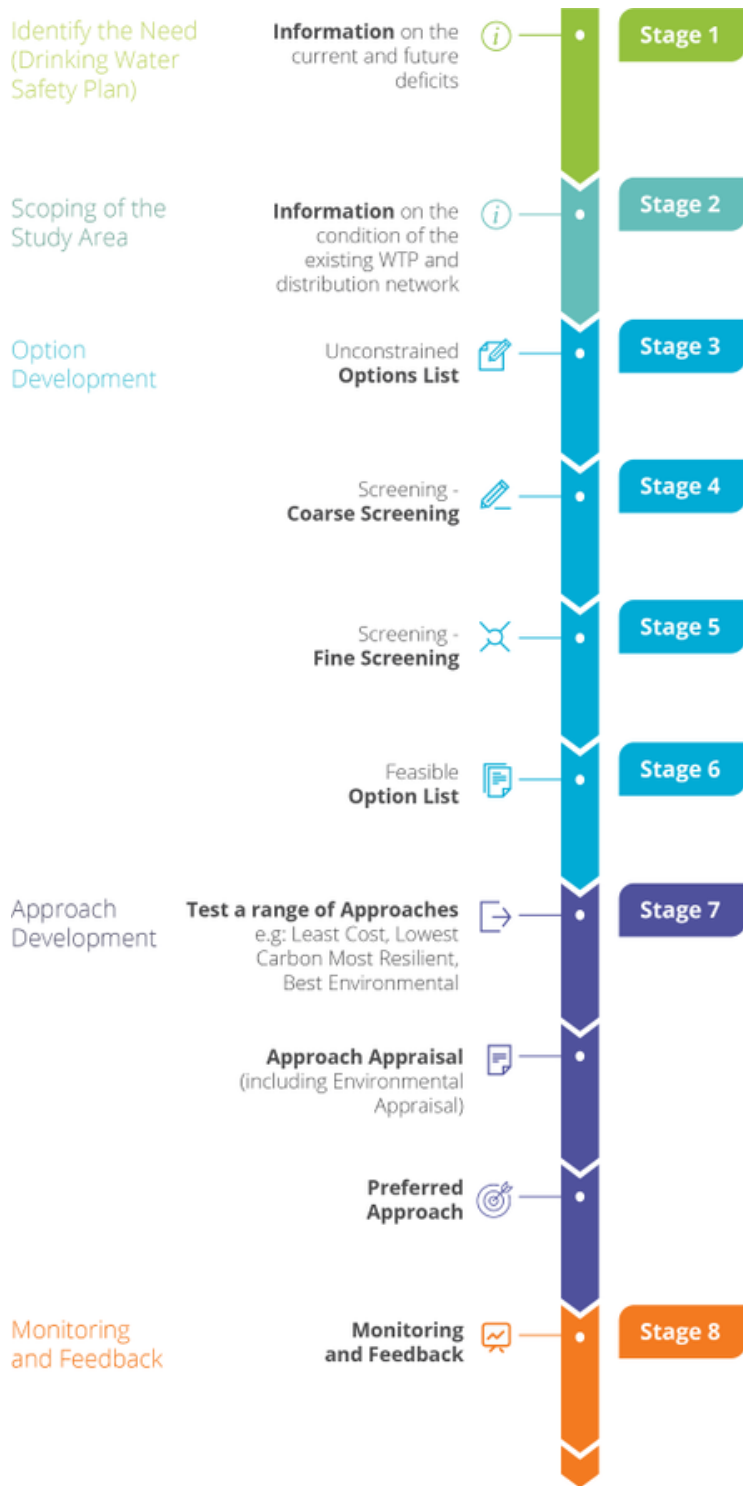 Identify the Need
(Drinking Water
Safety Plan)
Information on the
current and future
deficits
Stage 1
Scoping of the
Study Area
Information on the
condition of the
existing WTP and
distribution network
Stage 2
Option
Development
Unconstrained
Options List
Stage 3
Screening -
Coarse Screening
Stage 4
Screening -
Fine Screening
Stage 5
Feasible
Option List
Stage 6
Approach
Development
Test a range of Approaches
e.g: Least Cost, Lowest
Carbon Most Resilient,
Best Environmental
Stage 7
Approach Appraisal
(including Environmental
Appraisal)
Preferred
Approach
Monitoring
and Feedback
Monitoring
and Feedback
Stage 8